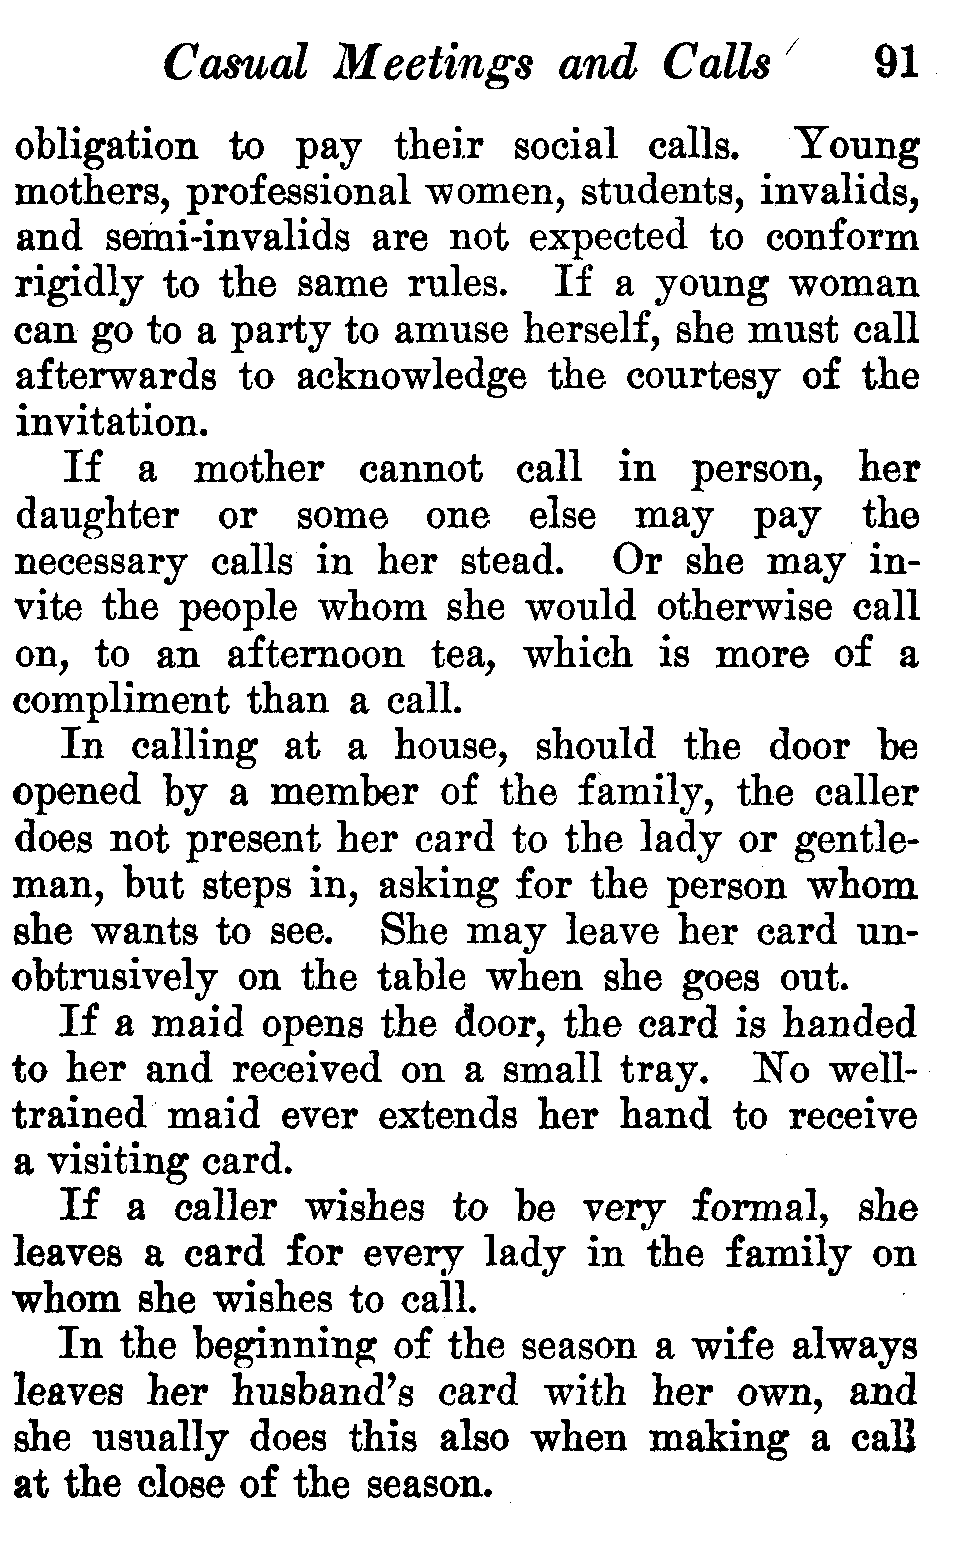 Casual Meetings and Calls 91
obligation to pay their social calls. Young
mothers, professional women, students, invalids,
and semi-invalids are not expected to conform
rigidly to the same rules. If a young woman
can go to a party to amuse herself, she must call
afterwards to acknowledge the courtesy of the
invitation.
If a mother cannot call in person, her
daughter or some one else may pay the
necessary calls in her stead. Or she may in-
vite the people whom she would otherwise call
on, to an afternoon tea, which is more of a
compliment than a call.
In calling at a house, should the door be
opened by a member of the family, the caller
does not present her card to the lady or gentle-
man, but steps in, asking for the person whom
she wants to see. She may leave her card un-
obtrusively on the table when she goes out.
If a maid opens the door, the card is handed
to her and received on a small tray. No well-
trained maid ever extends her hand to receive
a visiting card.
If a caller wishes to be very formal, she
leaves a card for every lady in the family on
whom she wishes to call.
In the beginning of the season a wife always
leaves her husband's card with her own, and
she usually does this also when making a call
at the close of the season.